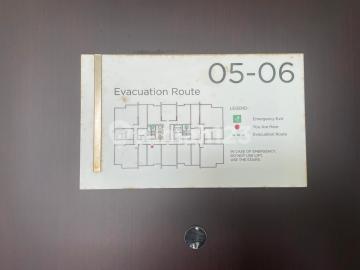 05-06
Evacuation Route
LEGEND:
Emergency Exit
You Are Here
Evacuation Route
IN CASE OF EMERGENCY,
DO NOT USE LIFT,
USE THE STAIRS.